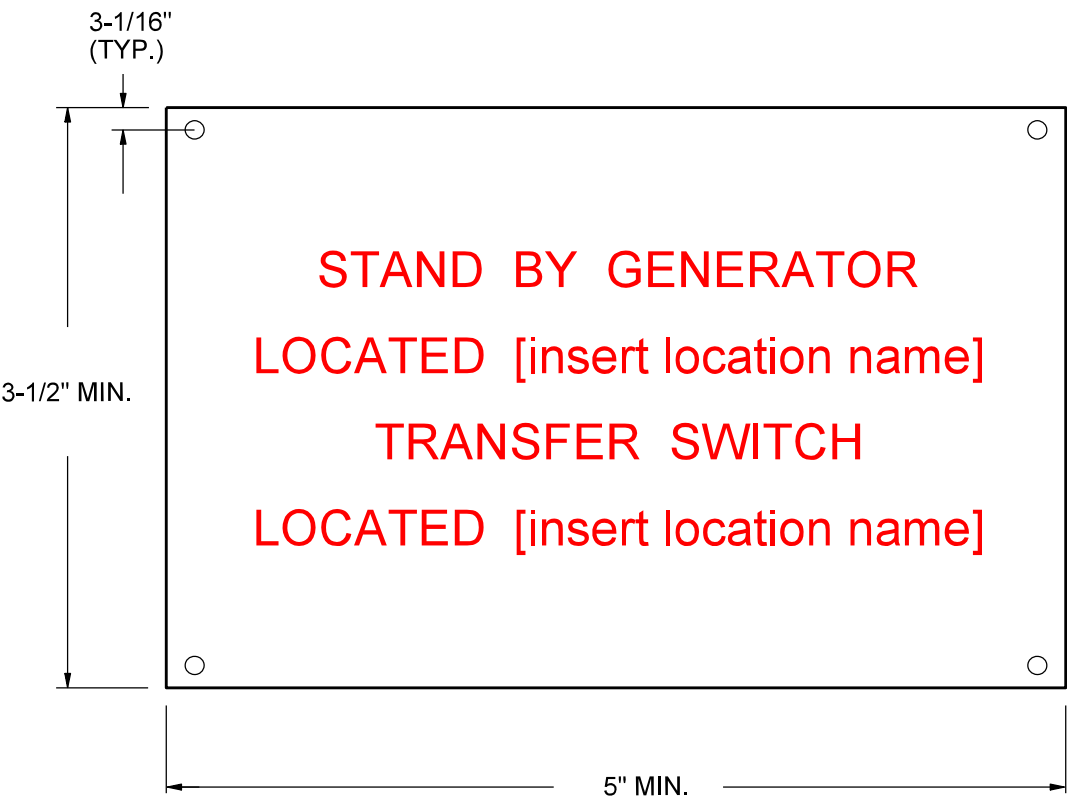 3-1/16"
(TYP.)
STAND BY GENERATOR
LOCATED [insert location name]
3-1/2" MIN.
TRANSFER SWITCH
LOCATED [insert location name]
5" MIN.